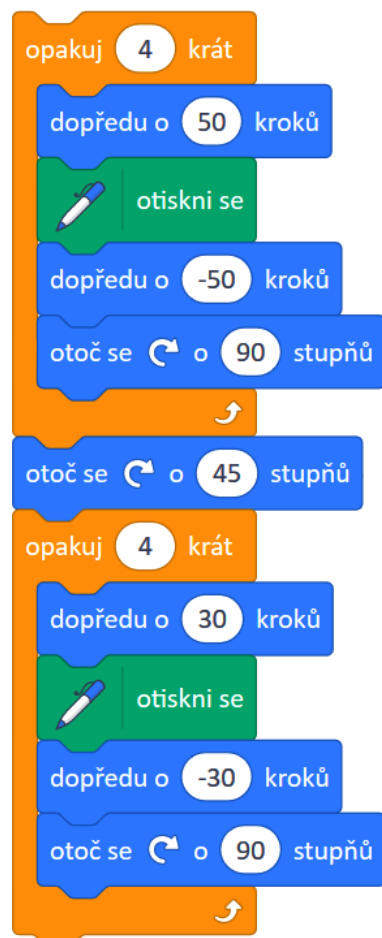 opakuj 4 krát
dopředu o 50 kroků
otiskni se
dopředu o -50 kroků
otoč se o 90 stupňů
otoč se o 45 stupňů
opakuj 4 krát
dopředu o 30 kroků
otiskni se
dopředu o -30 kroků
otoč se o 90 stupňů